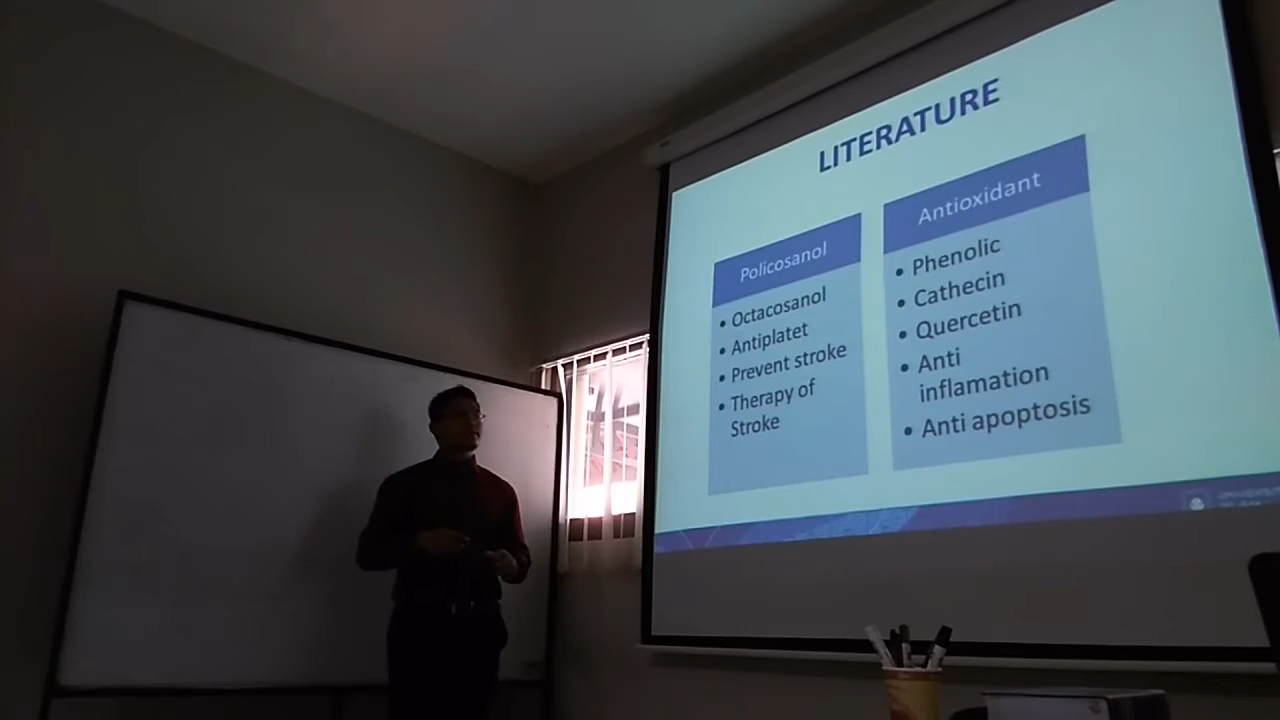 LITERATURE
Policosanol
• Octacosanol
• Antiplatet
• Prevent stroke
• Therapy of
Stroke
Antioxidant
• Phenolic
• Cathecin
• Quercetin
• Anti
inflamation
• Anti apoptosis